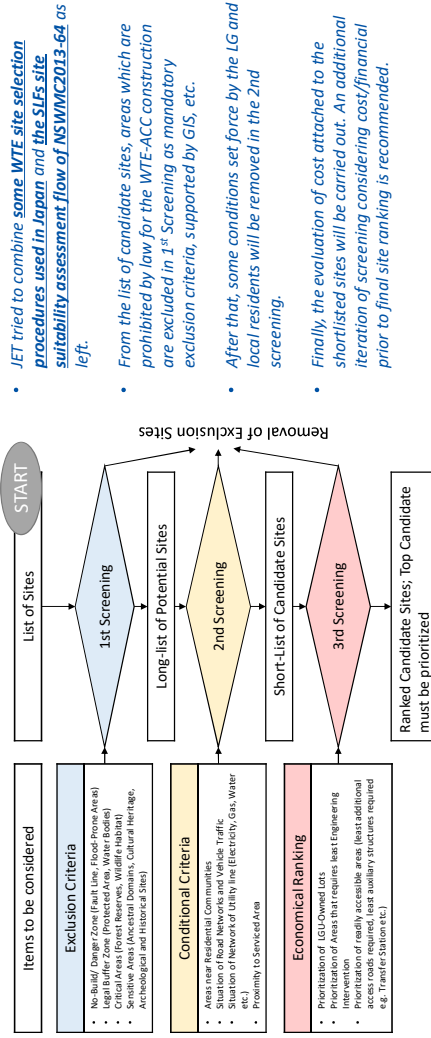 Items to be considered
Exclusion Criteria
• No-Build/ Danger Zone (Fault Line, Flood-Prone Areas)
• Legal Buffer Zone (Protected Area, Water Bodies)
• Critical Areas (Forest Reserves, Wildlife Habitat)
• Sensitive Areas (Ancestral Domains, Cultural Heritage,
Archeological and Historical Sites)
Conditional Criteria
• Areas near Residential Communities
• Situation of Road Networks and Vehicle Traffic
• Situation of Network of Utility line (Electricity, Gas, Water
etc.)
• Proximity to Serviced Area
Economical Ranking
• Prioritization of LGU-Owned Lots
• Prioritization of Areas that requires least Engineering
Intervention
• Prioritization of readily accessible areas (least additional
access roads required, least auxiliary structures required
e.g. Transfer Station etc.)
START
List of Sites
1st Screening
Long-list of Potential Sites
2nd Screening
Short-List of Candidate Sites
3rd Screening
Ranked Candidate Sites; Top Candidate
must be prioritized
Removal of Exclusion Sites
• JET tried to combine some WTE site selection
procedures used in Japan and the SLFs site
suitability assessment flow of NSWMC2013-64 as
left.
• From the list of candidate sites, areas which are
prohibited by law for the WTE-ACC construction
are excluded in 1st Screening as mandatory
exclusion criteria, supported by GIS, etc.
• After that, some conditions set force by the LG and
local residents will be removed in the 2nd
screening.
• Finally, the evaluation of cost attached to the
shortlisted sites will be carried out. An additional
iteration of screening considering cost/financial
prior to final site ranking is recommended.